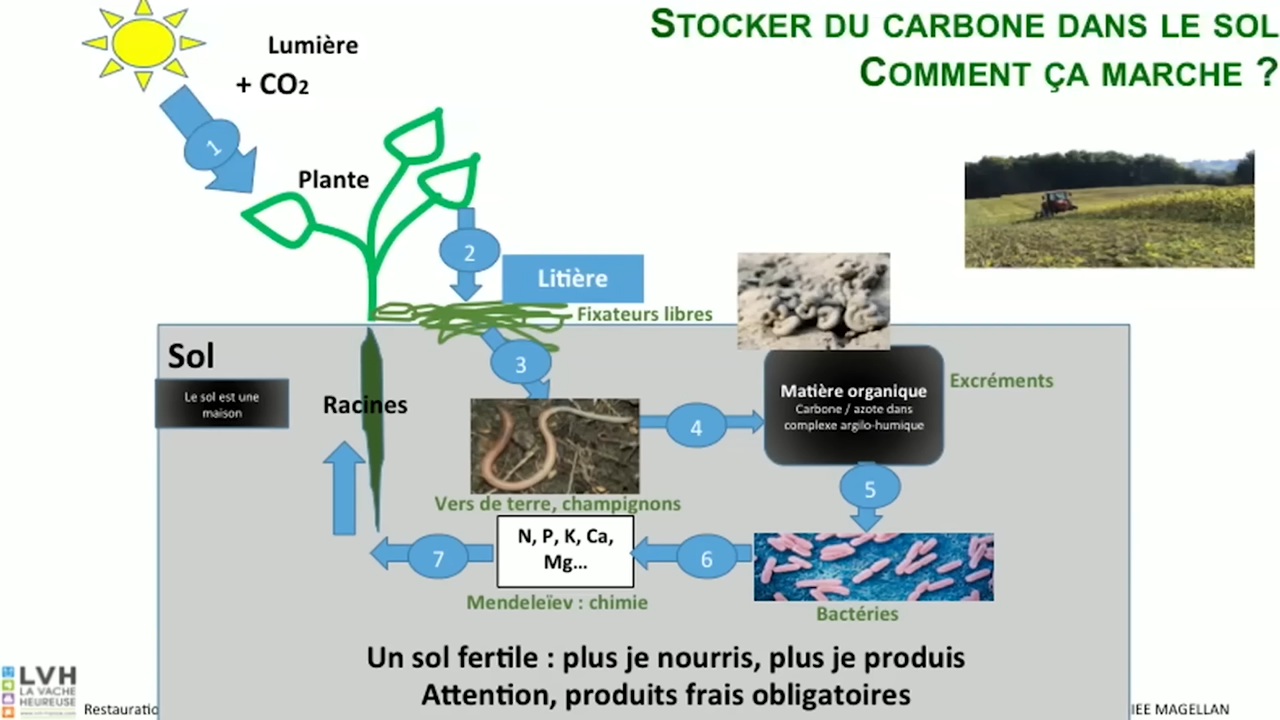 STOCKER DU CARBONE DANS LE SOL
COMMENT ÇA MARCHE ?
Lumière
+ CO2
1
Plante
2
Litière
Fixateurs libres
Sol
3
Le sol est une
maison
Racines
Matière organique
Carbone / azote dans
complexe argilo-humique
Excréments
4
5
Vers de terre, champignons
N, P, K, Ca,
Mg...
7
6
Mendeleïev : chimie
Bactéries
Un sol fertile : plus je nourris, plus je produis
Attention, produits frais obligatoires
LVH
LA VACHE
HEUREUSE
Restauratio
IEE MAGELLAN